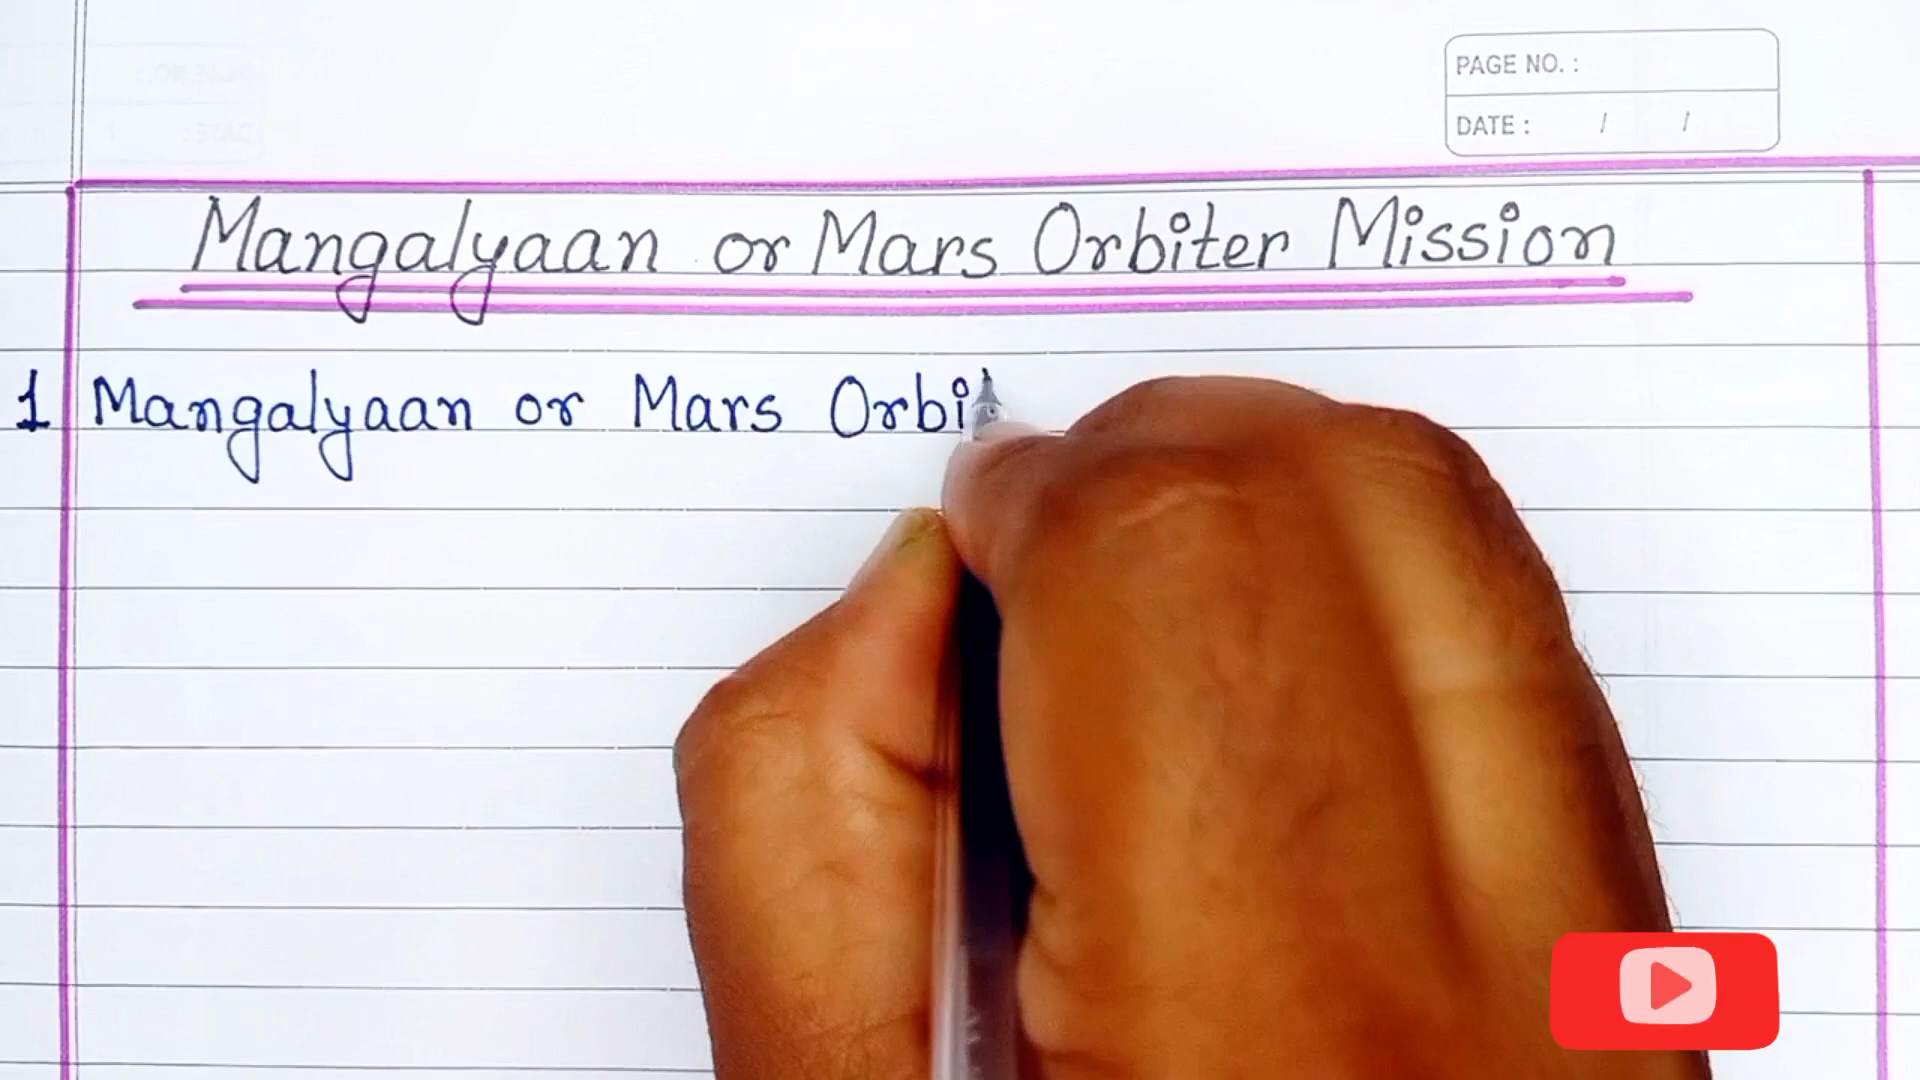 PAGE NO. :
DATE : / /
Mangalyaan or Mars Orbiter Mission
1 Mangalyaan or Mars Orbi